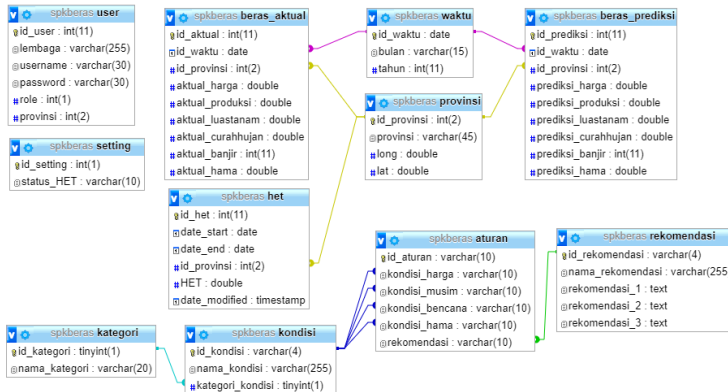 spkberas user
id_user : int(11)
lembaga : varchar(255)
username : varchar(30)
password : varchar(30)
role : int(1)
provinsi : int(2)
spkberas beras_aktual
id_aktual : int(11)
id_waktu : date
id_provinsi : int(2)
aktual_harga : double
aktual_produksi : double
aktual_luastanam : double
aktual_curahhujan : double
aktual_banjir : int(11)
aktual_hama : double
spkberas waktu
id_waktu : date
bulan : varchar(15)
tahun : int(11)
spkberas beras_prediksi
id_prediksi : int(11)
id_waktu : date
id_provinsi : int(2)
prediksi_harga : double
prediksi_produksi : double
prediksi_luastanam : double
prediksi_curahhujan : double
prediksi_banjir : int(11)
prediksi_hama : double
spkberas provinsi
id_provinsi : int(2)
provinsi : varchar(45)
long : double
lat : double
spkberas setting
id_setting : int(1)
status_HET : varchar(10)
spkberas het
id_het : int(11)
date_start : date
date_end : date
id_provinsi : int(2)
HET : double
date_modified : timestamp
spkberas aturan
id_aturan : varchar(10)
kondisi_harga : varchar(10)
kondisi_musim : varchar(10)
kondisi_bencana : varchar(10)
kondisi_hama : varchar(10)
rekomendasi : varchar(10)
spkberas rekomendasi
id_rekomendasi : varchar(4)
nama_rekomendasi : varchar(255)
rekomendasi_1 : text
rekomendasi_2 : text
rekomendasi_3 : text
spkberas kategori
id_kategori : tinyint(1)
nama_kategori : varchar(20)
spkberas kondisi
id_kondisi : varchar(4)
nama_kondisi : varchar(255)
kategori_kondisi : tinyint(1)